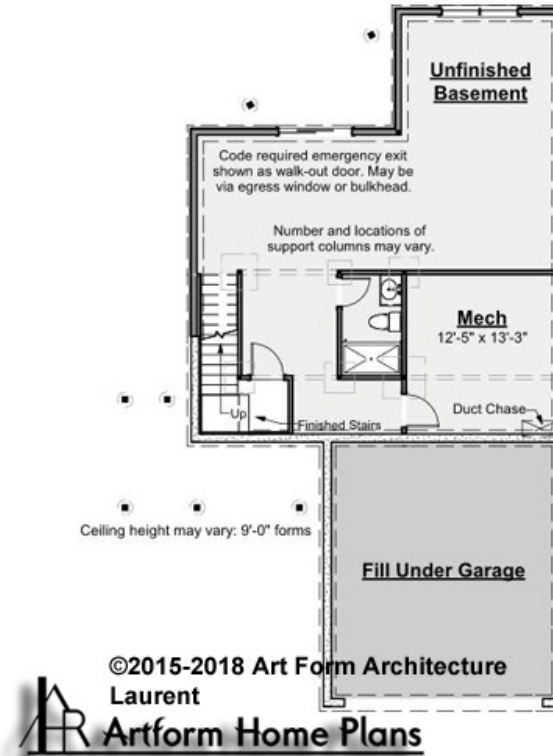 Unfinished
Basement
Code required emergency exit
shown as walk-out door. May be
via egress window or bulkhead.
Number and locations of
support columns may vary.
Mech
12'-5" x 13'-3"
Duct Chase
Up
Finished Stairs
Ceiling height may vary: 9'-0" forms
Fill Under Garage
©2015-2018 Art Form Architecture
Laurent
Artform Home Plans